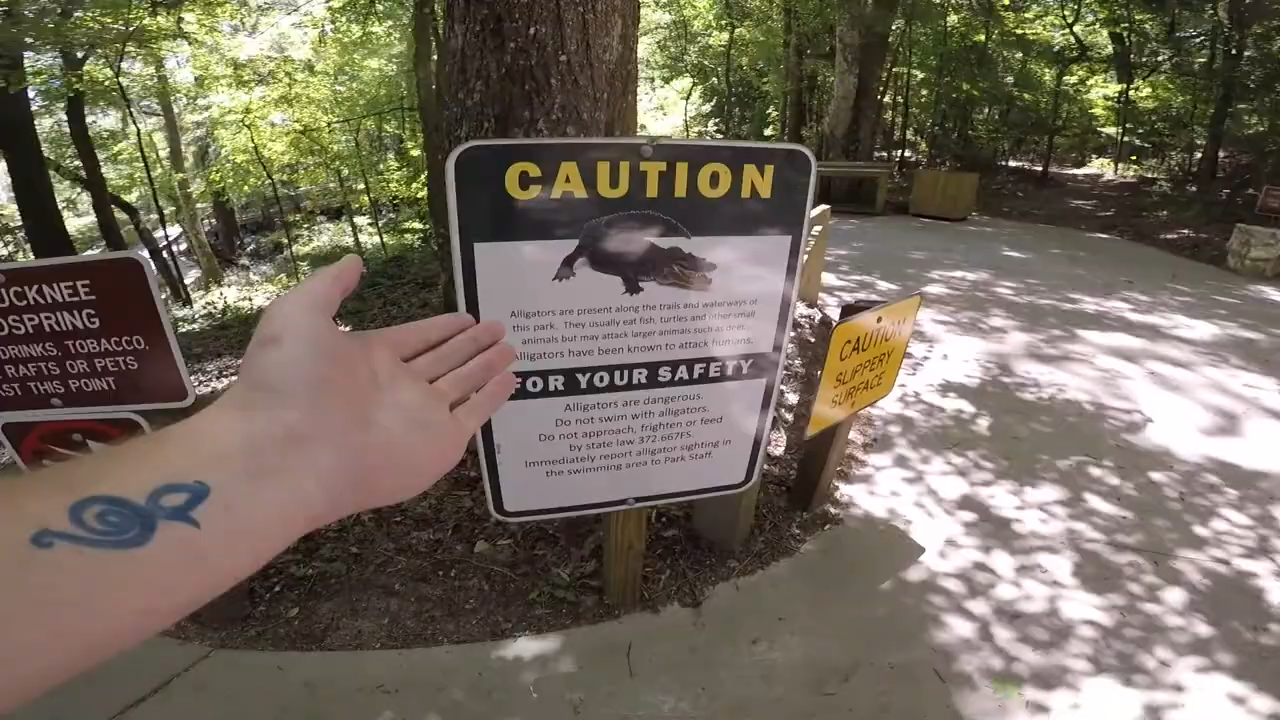 UCKNEE
DSPRING
DRINKS, TOBACCO,
RAFTS OR PETS
ST THIS POINT
CAUTION
Alligators are present along the trails and waterways of
this park. They usually eat fish, turtles and other small
animals but may attack larger animals such as deer.
lligators have been known to attack humans.
FOR YOUR SAFETY
Alligators are dangerous.
Do not swim with alligators.
Do not approach, frighten or feed
by state law 372.667FS.
Immediately report alligator sighting in
the swimming area to Park Staff.
CAUTION
SLIPPERY
SURFACE